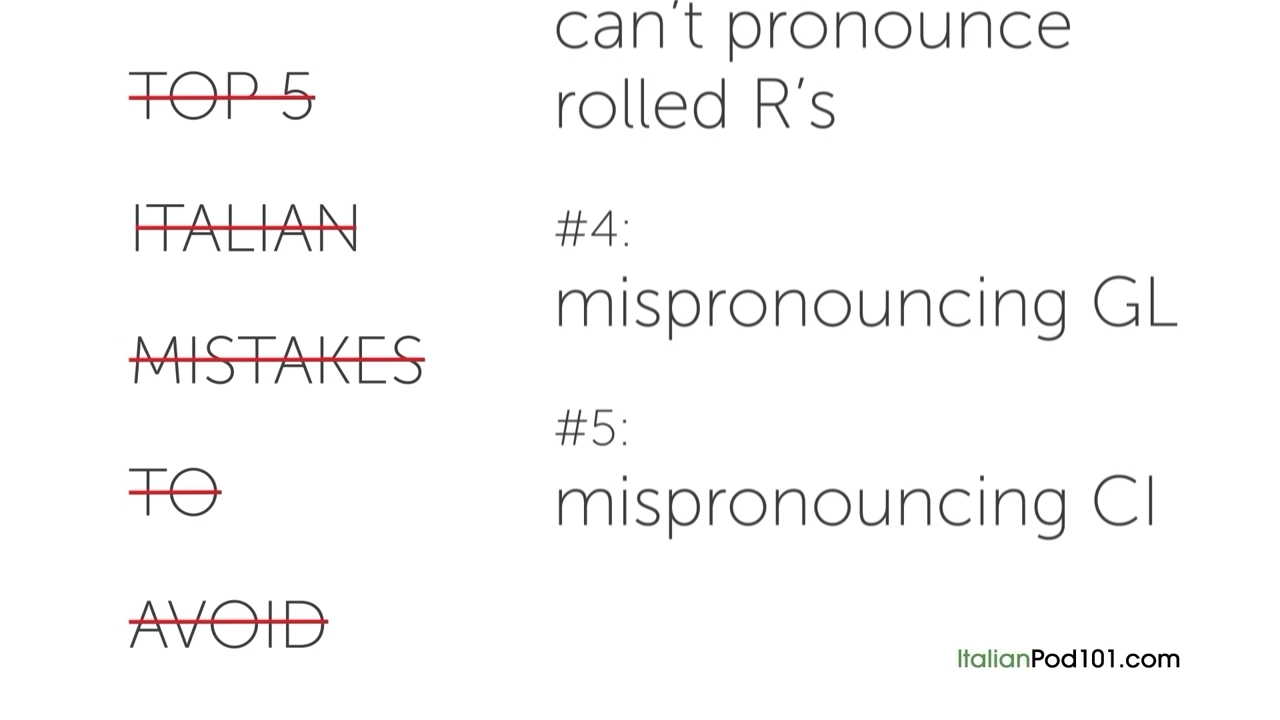 TOP 5
ITALIAN
MISTAKES
TO
AVOID
can't pronounce
rolled R's
#4:
mispronouncing GL
#5:
mispronouncing CI
ItalianPod101.com